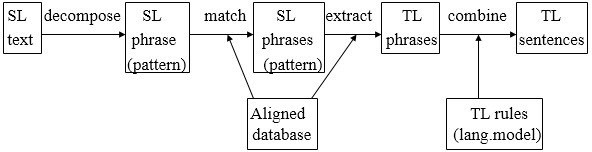 SL
text
decompose
SL
phrase
(pattern)
match
SL
phrases
(pattern)
extract
TL
phrases
combine
TL
sentences
Aligned
database
TL rules
(lang.model)